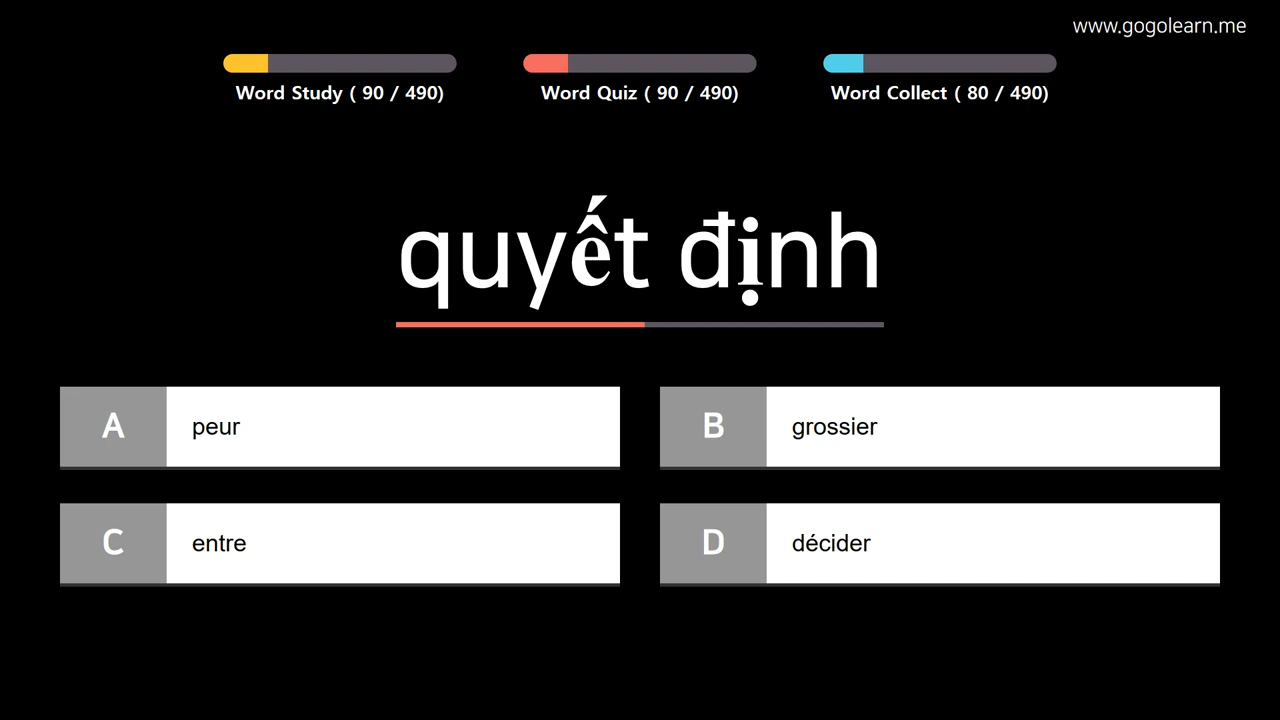 www.gogolearn.me
Word Study ( 90 / 490)
Word Quiz ( 90 / 490)
Word Collect ( 80 / 490)
quyết định
A peur
B grossier
C entre
D décider